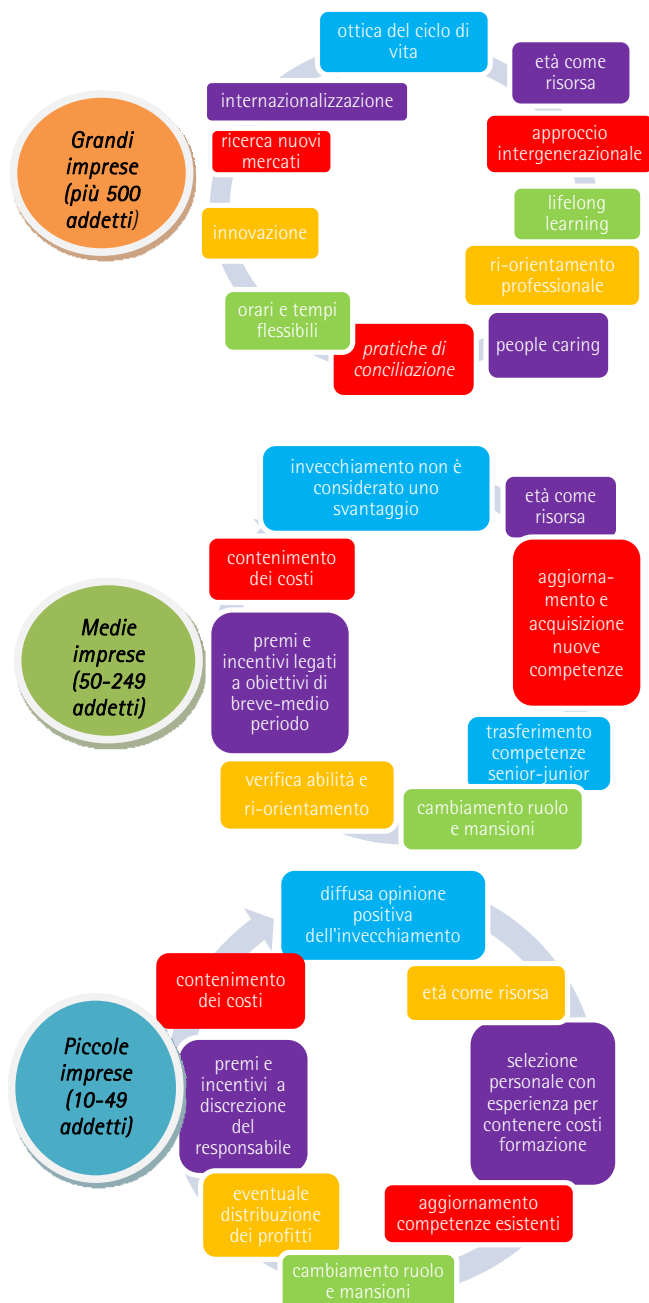 Grandi
imprese
(più 500
addetti)
ottica del ciclo di
vita
età come
risorsa
approccio
intergenerazionale
lifelong
learning
ri-orientamento
professionale
people caring
pratiche di
conciliazione
orari e tempi
flessibili
innovazione
ricerca nuovi
mercati
internazionalizzazione
Medie
imprese
(50-249
addetti)
invecchiamento non è
considerato uno
svantaggio
età come
risorsa
aggiorna-
mento e
acquisizione
nuove
competenze
trasferimento
competenze
senior-junior
cambiamento ruolo
e mansioni
verifica abilità e
ri-orientamento
premi e
incentivi legati
a obiettivi di
breve-medio
periodo
contenimento
dei costi
Piccole
imprese
(10-49
addetti)
diffusa opinione
positiva
dell'invecchiamento
età come risorsa
selezione
personale con
esperienza per
contenere costi
formazione
aggiornamento
competenze esistenti
cambiamento ruolo
e mansioni
eventuale
distribuzione
dei profitti
premi e
incentivi a
discrezione
del
responsabile
contenimento
dei costi